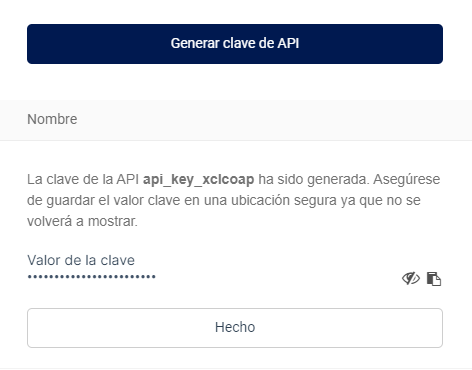 Generar clave de API
Nombre
La clave de la API api_key_xclcoap ha sido generada. Asegúrese
de guardar el valor clave en una ubicación segura ya que no se
volverá a mostrar.
Valor de la clave
••••••••••••••••••••••••
Hecho